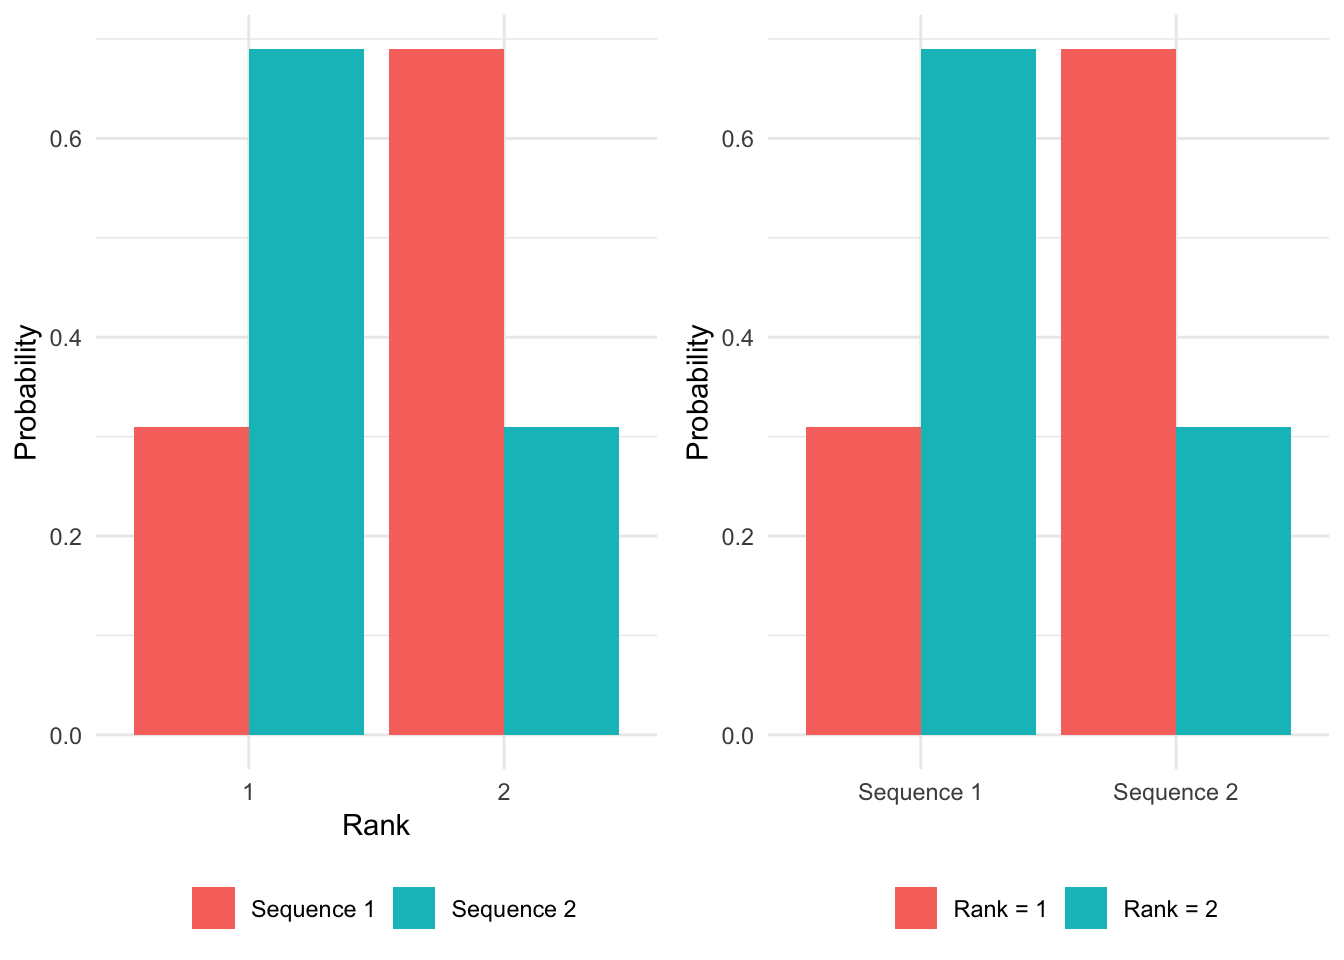 Probability
0.6
0.4
0.2
0.0
1 2
Rank
Sequence 1 Sequence 2
Probability
0.6
0.4
0.2
0.0
Sequence 1 Sequence 2
Rank = 1 Rank = 2